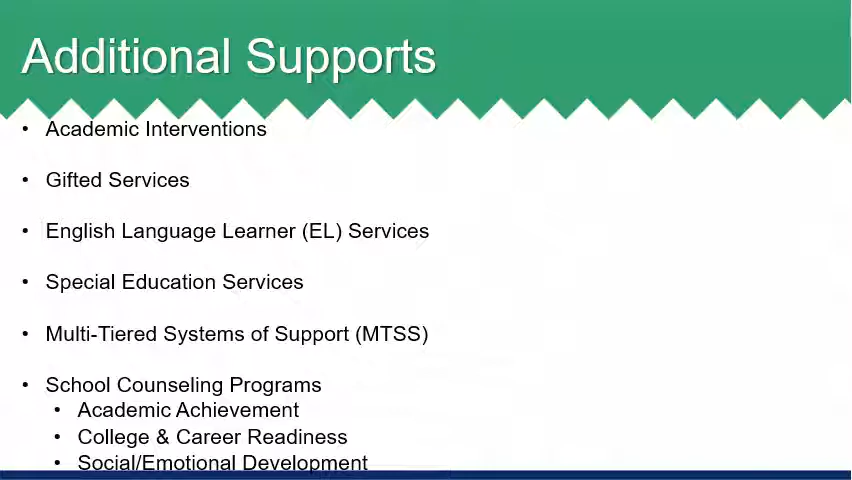 Additional Supports
• Academic Interventions
• Gifted Services
• English Language Learner (EL) Services
• Special Education Services
• Multi-Tiered Systems of Support (MTSS)
• School Counseling Programs
• Academic Achievement
• College & Career Readiness
• Social/Emotional Development